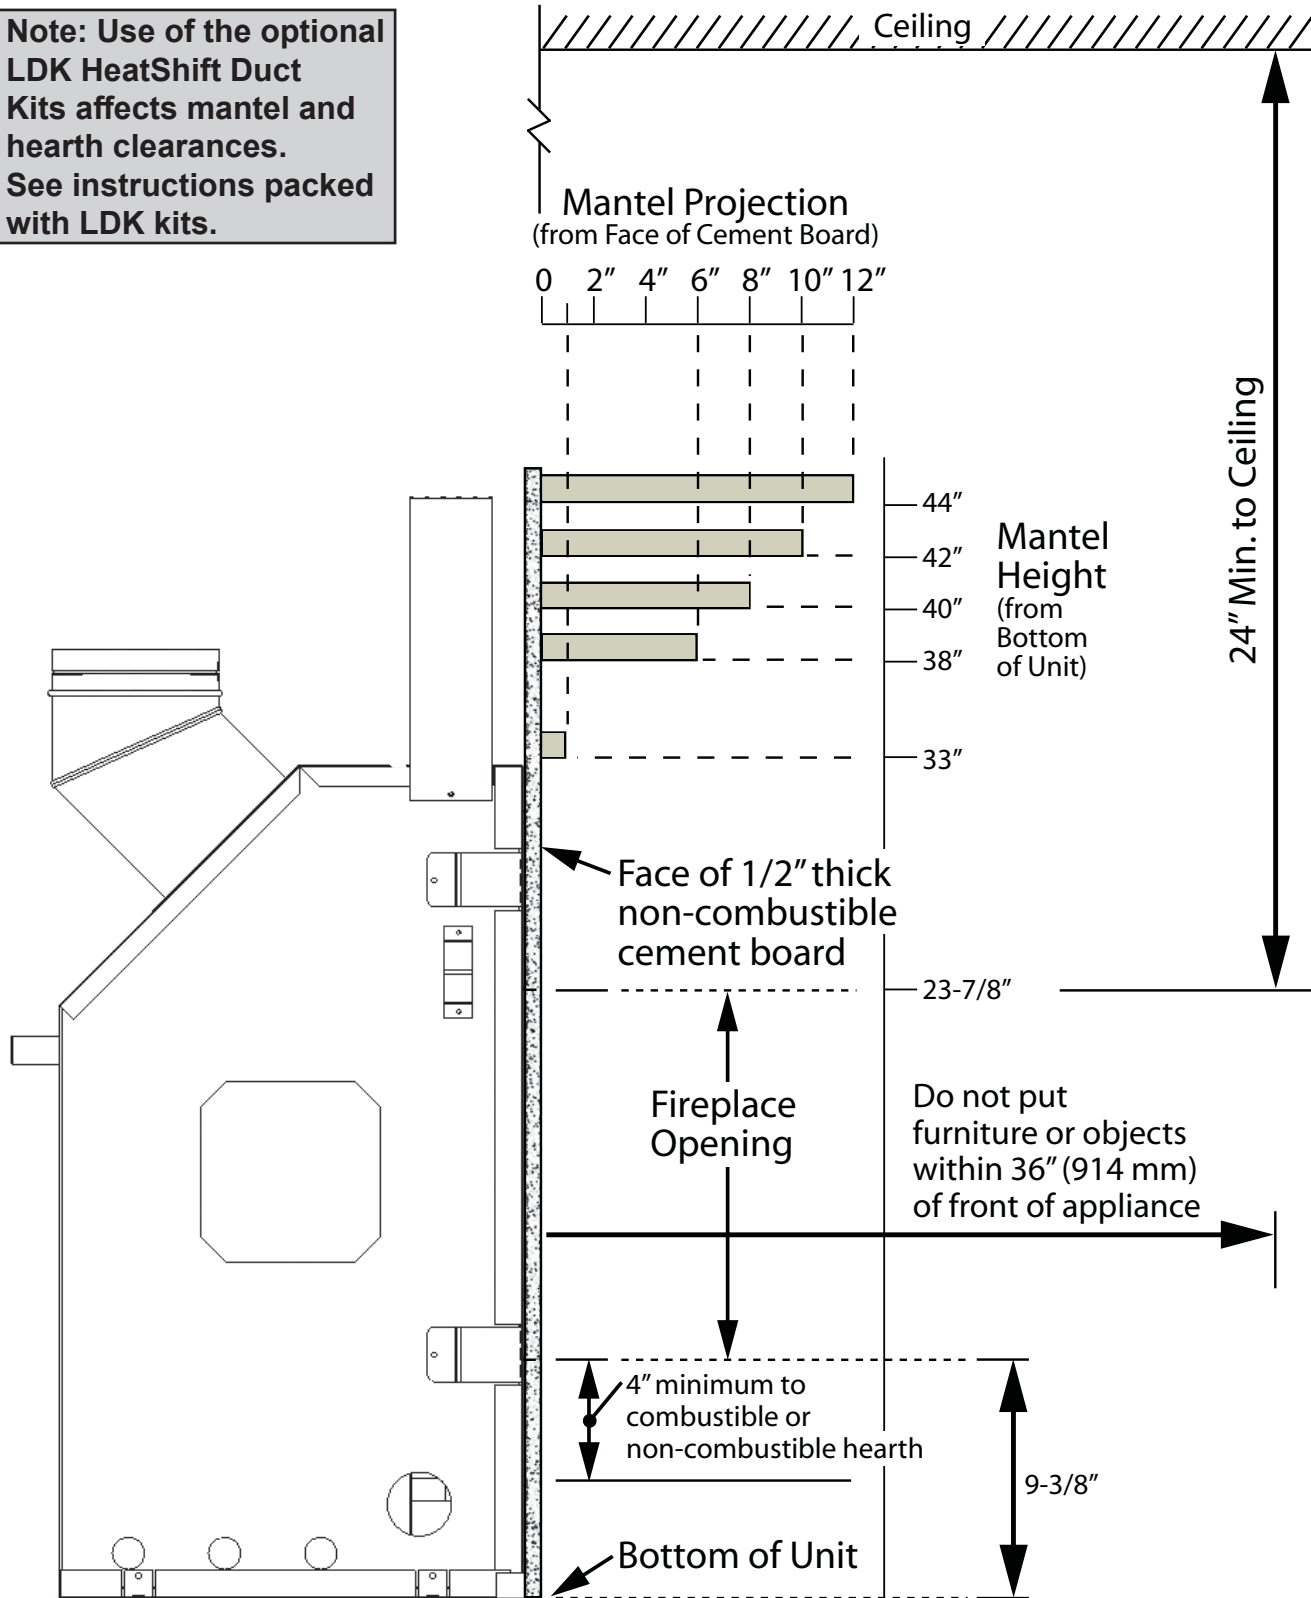 Note: Use of the optional
LDK HeatShift Duct
Kits affects mantel and
hearth clearances.
See instructions packed
with LDK kits.
Ceiling
Mantel Projection
(from Face of Cement Board)
0 2″ 4″ 6″ 8″ 10″ 12″
24″ Min. to Ceiling
44″
42″
40″
38″
33″
Mantel
Height
(from
Bottom
of Unit)
Face of 1/2″ thick
non-combustible
cement board
23-7/8″
Fireplace
Opening
Do not put
furniture or objects
within 36″ (914 mm)
of front of appliance
4″ minimum to
combustible or
non-combustible hearth
9-3/8″
Bottom of Unit